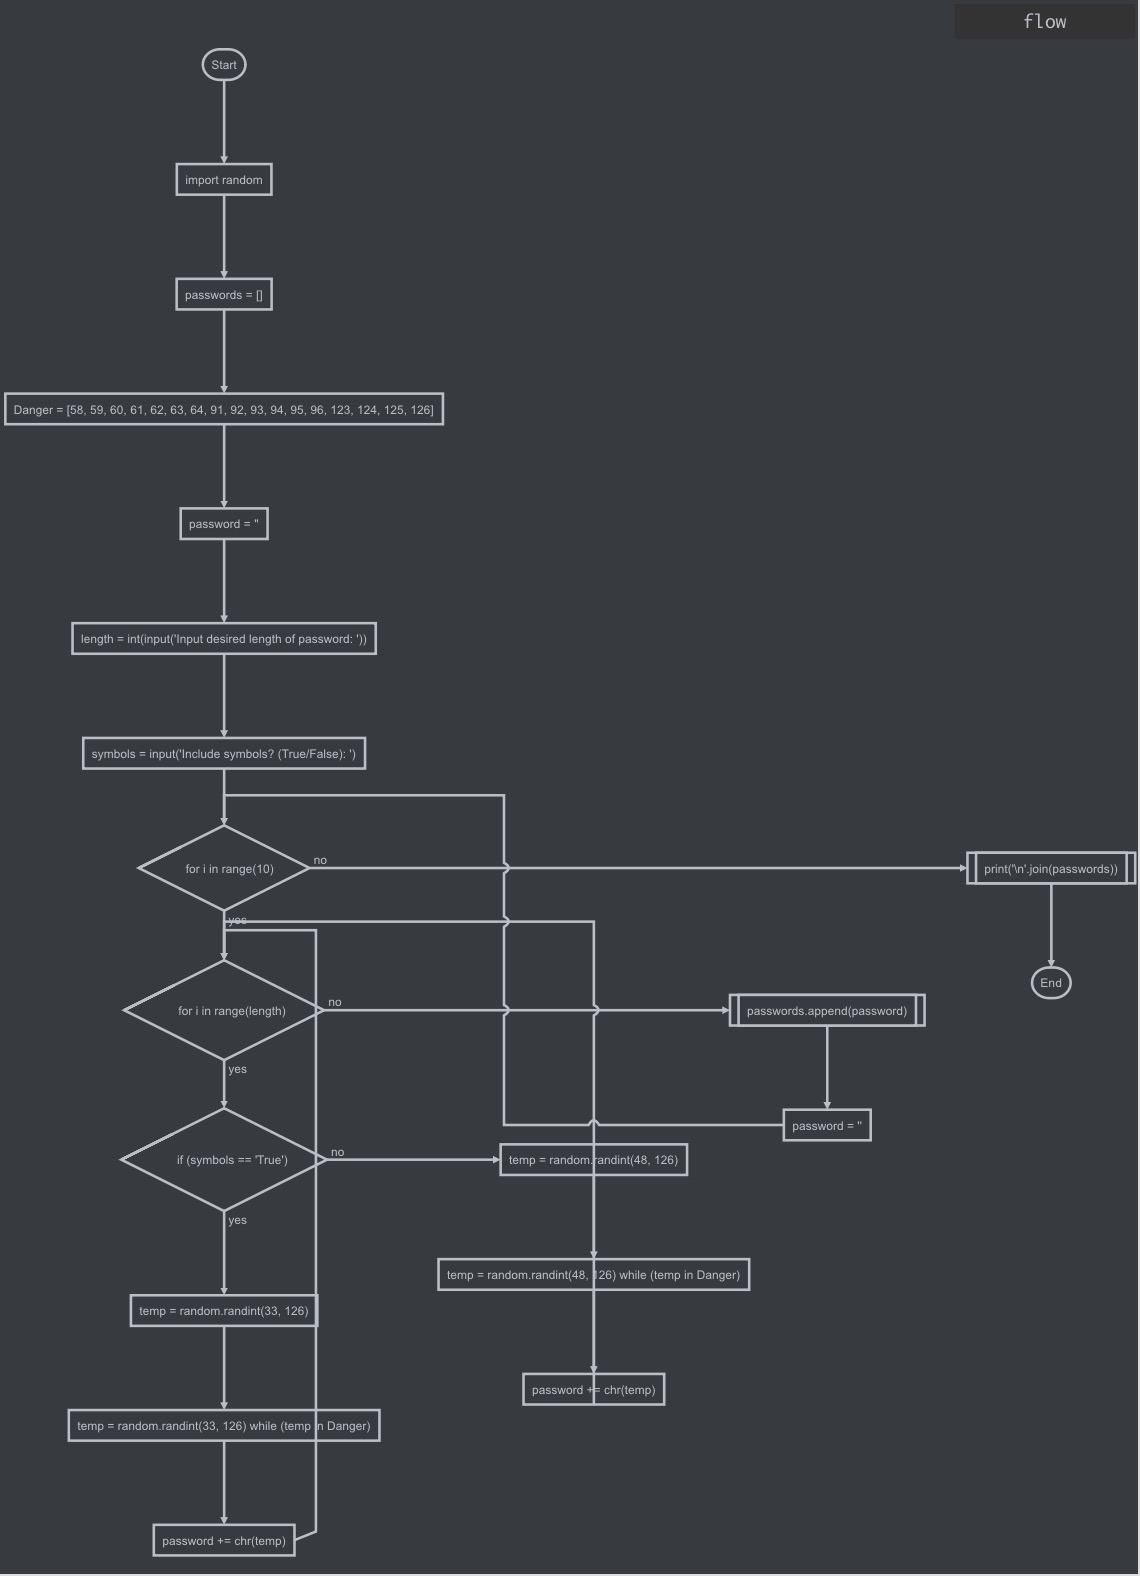 flow
Start
import random
passwords = []
Danger = [58, 59, 60, 61, 62, 63, 64, 91, 92, 93, 94, 95, 96, 123, 124, 125, 126]
password = ''
length = int(input('Input desired length of password: '))
symbols = input('Include symbols? (True/False): ')
for i in range(10)
no
print('\n'.join(passwords))
yes
End
for i in range(length)
no
passwords.append(password)
yes
password = ''
if (symbols == 'True')
no
temp = random.randint(48, 126)
yes
temp = random.randint(48, 126) while (temp in Danger)
temp = random.randint(33, 126)
password += chr(temp)
temp = random.randint(33, 126) while (temp in Danger)
password += chr(temp)